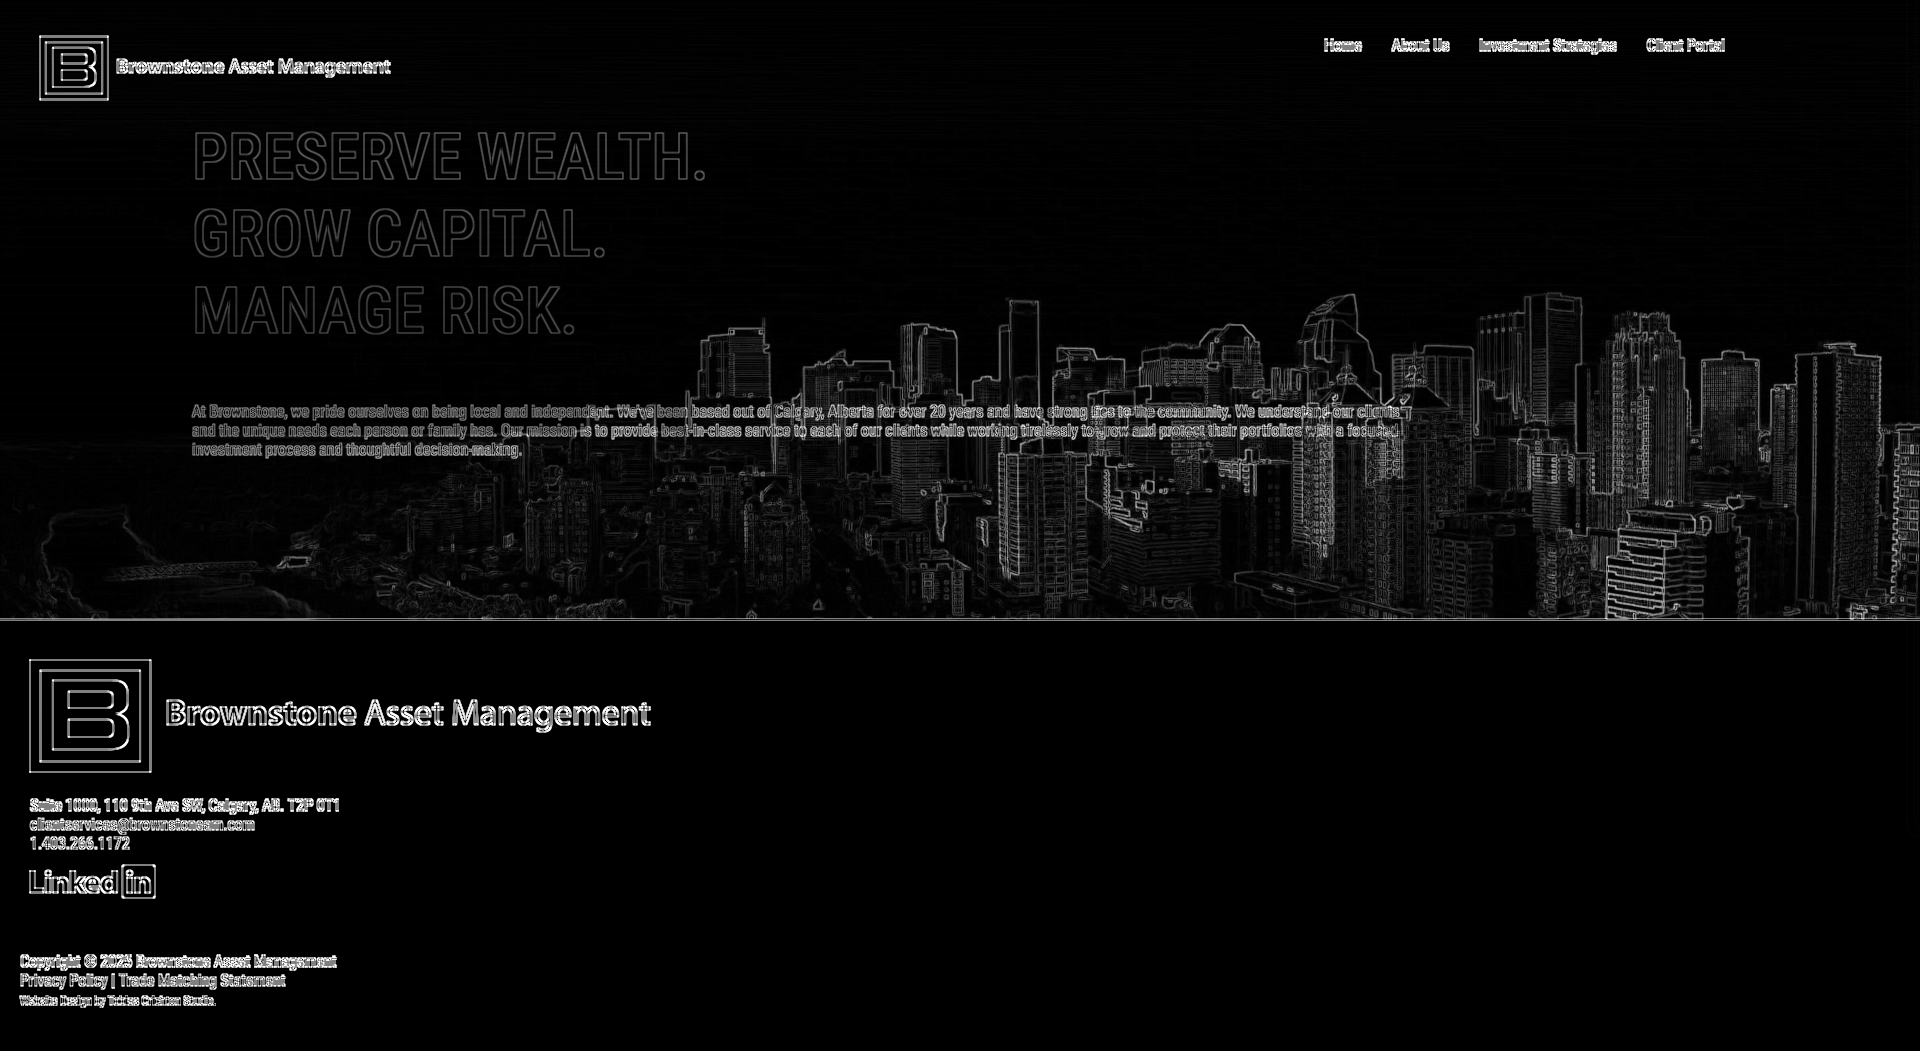 B Brownstone Asset Management
Home About Us Investment Strategies Client Portal
PRESERVE WEALTH.
GROW CAPITAL.
MANAGE RISK.
At Brownstone, we pride ourselves on being local and independent. We've been based out of Calgary, Alberta for over 20 years and have strong ties to the community. We understand our clients'
and the unique needs each person or family has. Our mission is to provide best-in-class service to each of our clients while working tirelessly to grow and protect their portfolios with a focused
investment process and thoughtful decision-making.
B Brownstone Asset Management
Suite 1000, 110 9th Ave SW, Calgary, AB. T2P 0T1
clientservices@brownstoneam.com
1.403.266.1172
Linked in
Copyright © 2025 Brownstone Asset Management
Privacy Policy | Trade Matching Statement
Website Design by Studio.